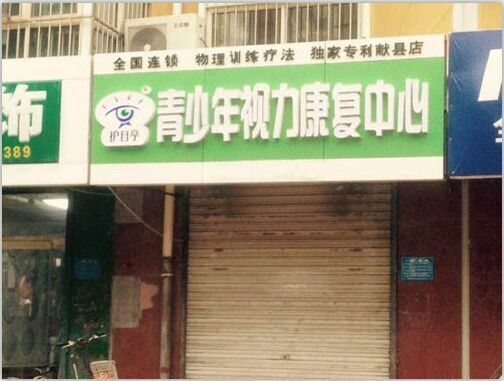 全国连锁 物理训练疗法 独家专利献县店
青少年视力康复中心
护目亭
饰
389